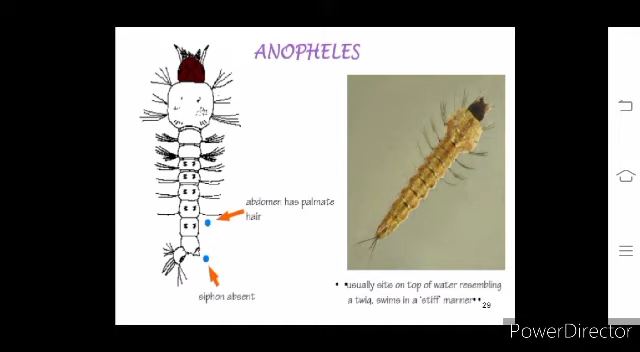 ANOPHELES
abdomen has palmate
hair
siphon absent
• •usually sits on top of water resembling
a twig, swims in a 'stiff' manner••
29
PowerDirector